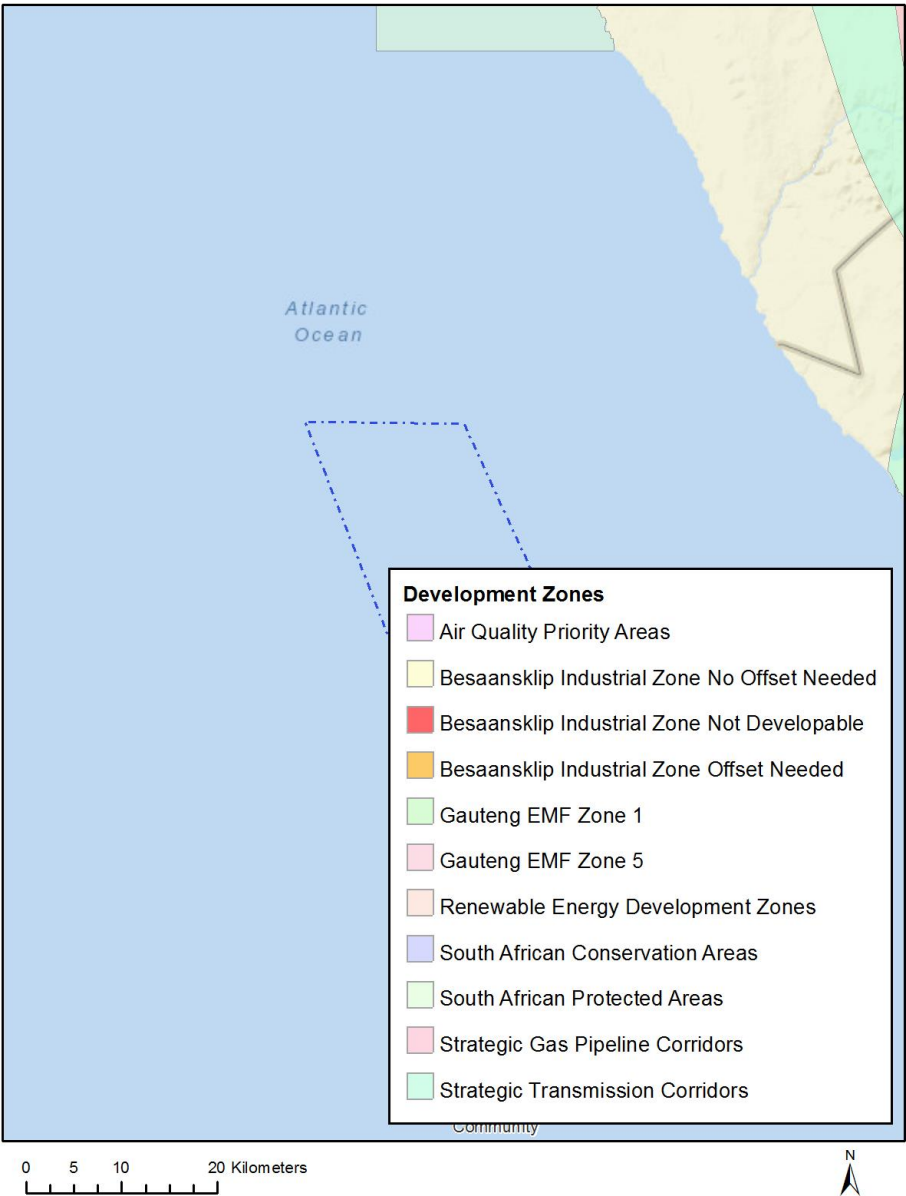 Atlantic
Ocean
Development Zones
Air Quality Priority Areas
Besaansklip Industrial Zone No Offset Needed
Besaansklip Industrial Zone Not Developable
Besaansklip Industrial Zone Offset Needed
Gauteng EMF Zone 1
Gauteng EMF Zone 5
Renewable Energy Development Zones
South African Conservation Areas
South African Protected Areas
Strategic Gas Pipeline Corridors
Strategic Transmission Corridors
Community
0 5 10 20 Kilometers
N